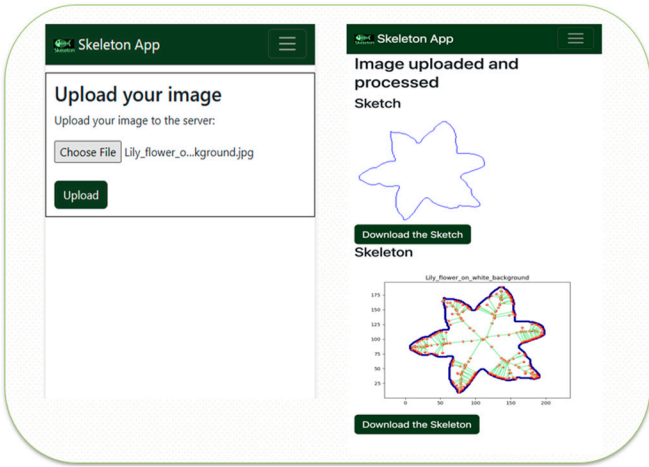 Skeleton App
Upload your image
Upload your image to the server:
Choose File Lily_flower_o...kground.jpg
Upload
Skeleton App
Image uploaded and
processed
Sketch
Download the Sketch
Skeleton
Lily_flower_on_white_background
175
150
125
100
75
50
25
0 50 100 150 200
Download the Skeleton